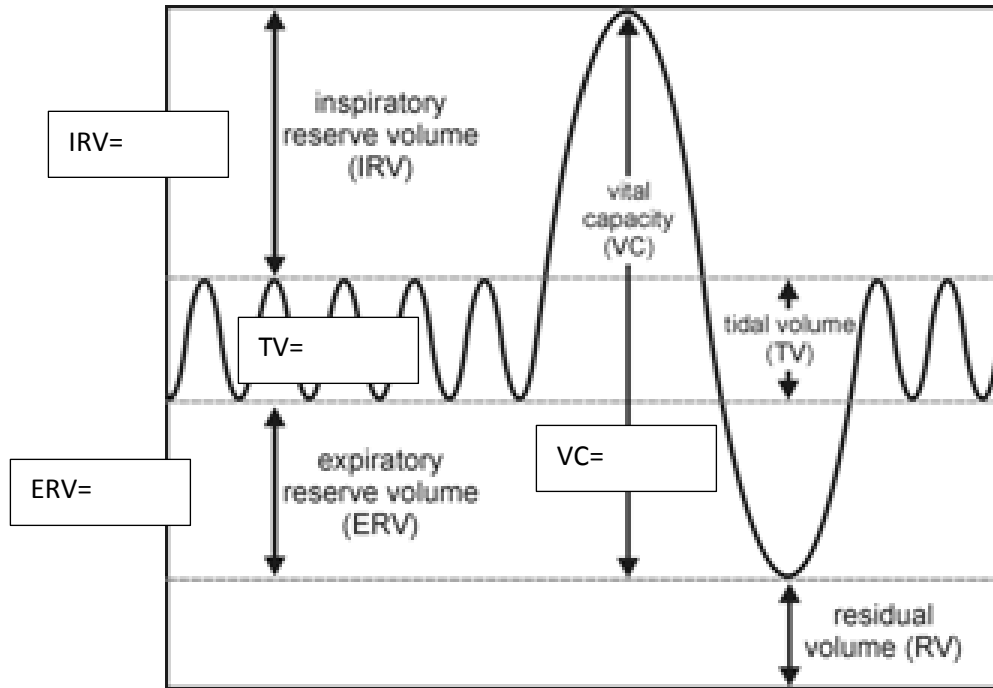 inspiratory
reserve volume
(IRV)
IRV=
vital
capacity
(VC)
tidal volume
(TV)
TV=
expiratory
reserve volume
(ERV)
VC=
ERV=
residual
volume (RV)